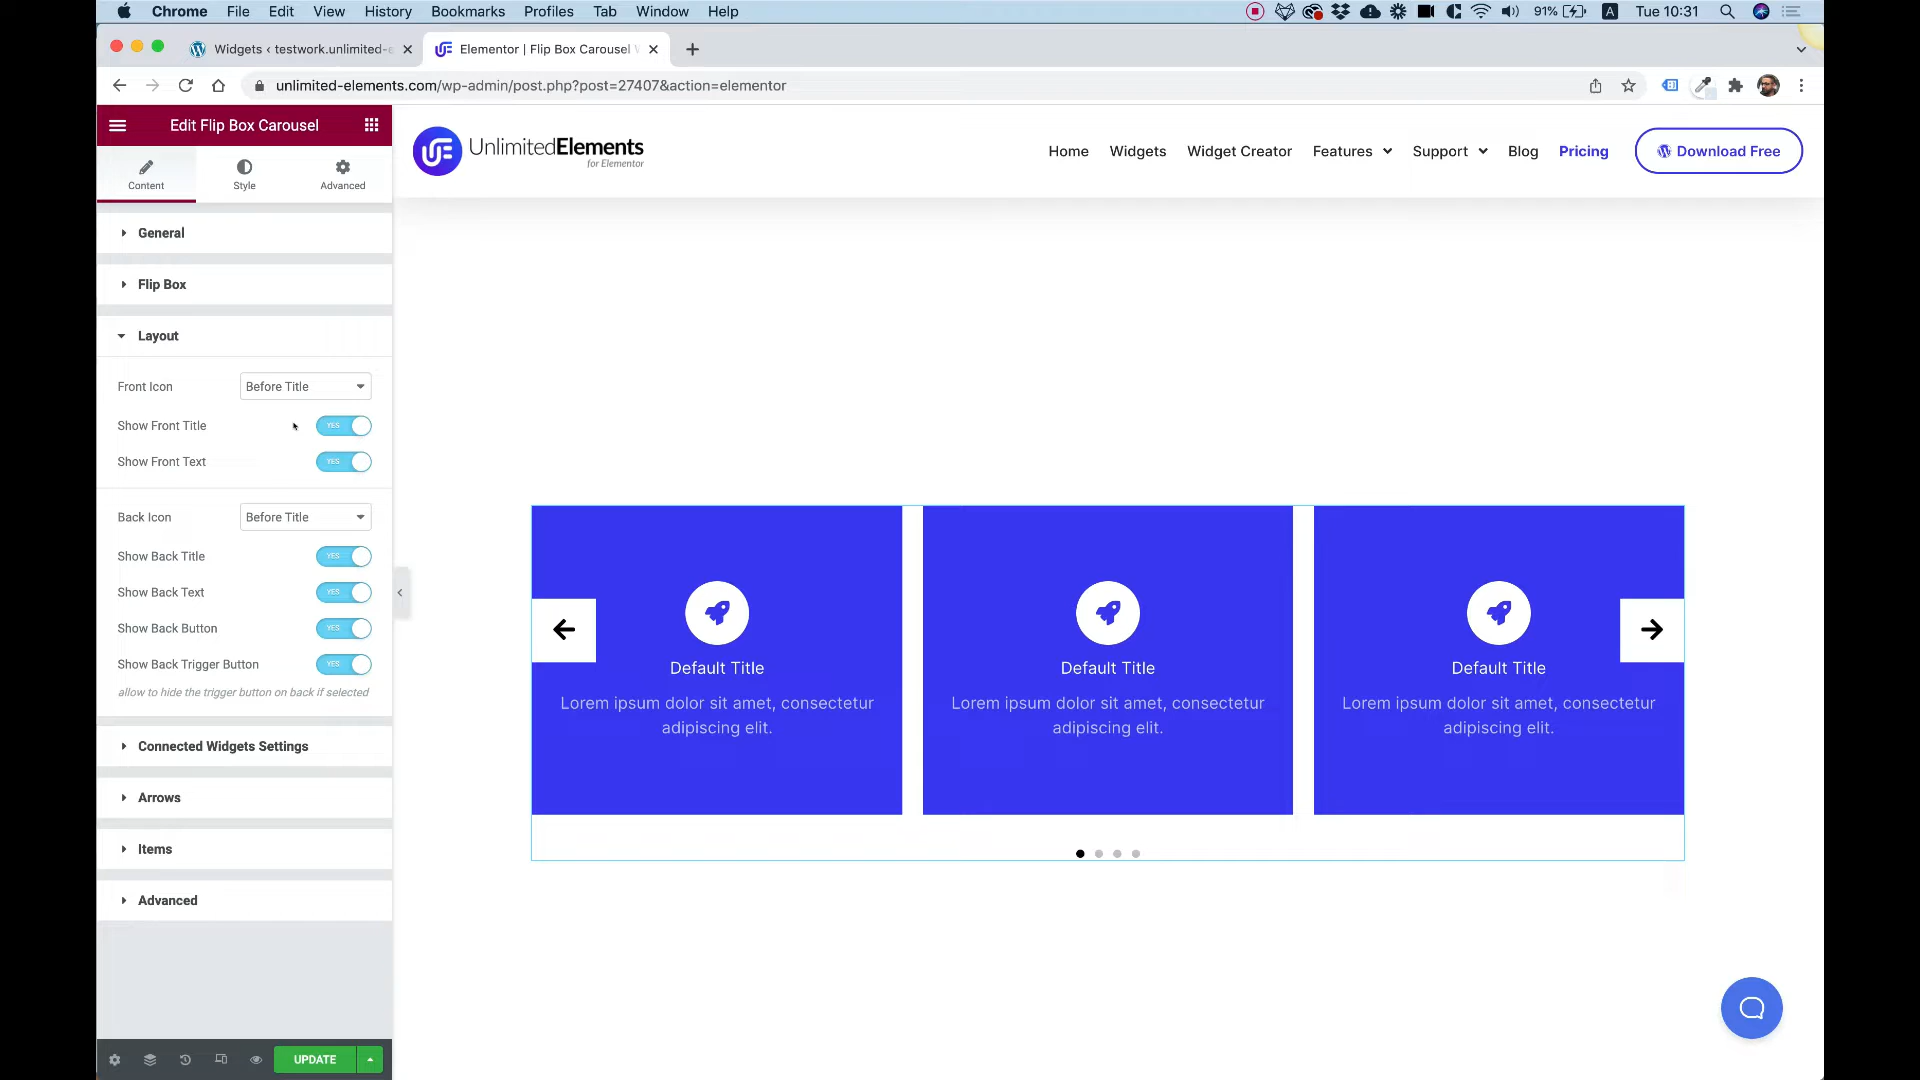 Chrome File Edit View History Bookmarks Profiles Tab Window Help 91% A Tue 10:31
Widgets ‹ testwork.unlimited-e Elementor | Flip Box Carousel
unlimited-elements.com/wp-admin/post.php?post=27407&action=elementor
Edit Flip Box Carousel
Content Style Advanced
General
Flip Box
Layout
Front Icon Before Title
Show Front Title YES
Show Front Text YES
Back Icon Before Title
Show Back Title YES
Show Back Text YES
Show Back Button YES
Show Back Trigger Button YES
allow to hide the trigger button on back if selected
Connected Widgets Settings
Arrows
Items
Advanced
UPDATE
UnlimitedElements
for Elementor
Home Widgets Widget Creator Features Support Blog Pricing Download Free
Default Title
Lorem ipsum dolor sit amet, consectetur
adipiscing elit.
Default Title
Lorem ipsum dolor sit amet, consectetur
adipiscing elit.
Default Title
Lorem ipsum dolor sit amet, consectetur
adipiscing elit.